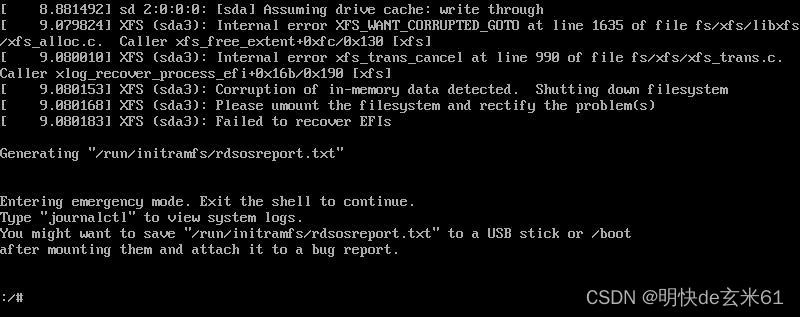 [    8.881492] sd 2:0:0:0: [sda] Assuming drive cache: write through
[    9.079824] XFS (sda3): Internal error XFS_WANT_CORRUPTED_GOTO at line 1635 of file fs/xfs/libxfs
/xfs_alloc.c.  Caller xfs_free_extent+0xfc/0x130 [xfs]
[    9.080010] XFS (sda3): Internal error xfs_trans_cancel at line 990 of file fs/xfs/xfs_trans.c.
Caller xlog_recover_process_efi+0x16b/0x190 [xfs]
[    9.080153] XFS (sda3): Corruption of in-memory data detected.  Shutting down filesystem
[    9.080168] XFS (sda3): Please umount the filesystem and rectify the problem(s)
[    9.080183] XFS (sda3): Failed to recover EFIs
Generating "/run/initramfs/rdsosreport.txt"
Entering emergency mode. Exit the shell to continue.
Type "journalctl" to view system logs.
You might want to save "/run/initramfs/rdsosreport.txt" to a USB stick or /boot
after mounting them and attach it to a bug report.
:/#
CSDN @明快de玄米61